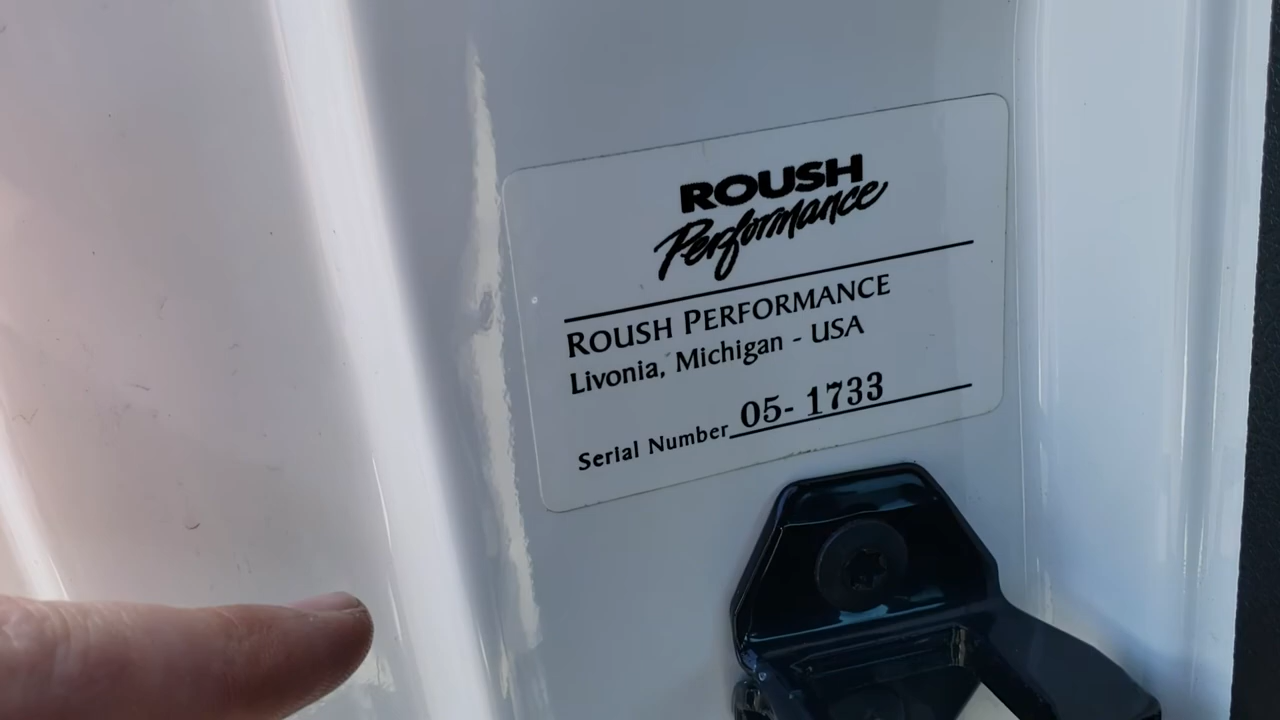 ROUSH
Performance
ROUSH PERFORMANCE
Livonia, Michigan - USA
Serial Number 05- 1733